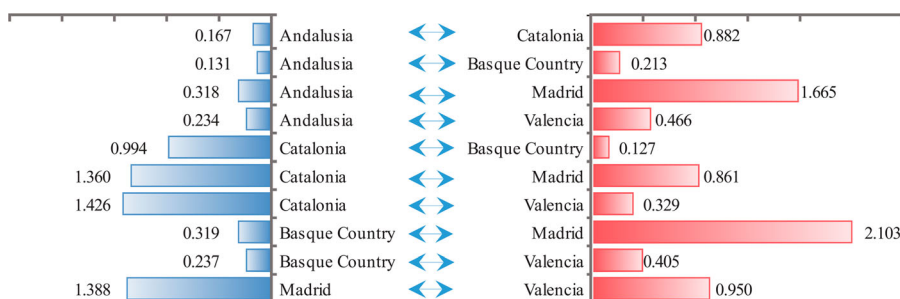 0.167 Andalusia Catalonia 0.882
0.131 Andalusia Basque Country 0.213
0.318 Andalusia Madrid 1.665
0.234 Andalusia Valencia 0.466
0.994 Catalonia Basque Country 0.127
1.360 Catalonia Madrid 0.861
1.426 Catalonia Valencia 0.329
0.319 Basque Country Madrid 2.103
0.237 Basque Country Valencia 0.405
1.388 Madrid Valencia 0.950